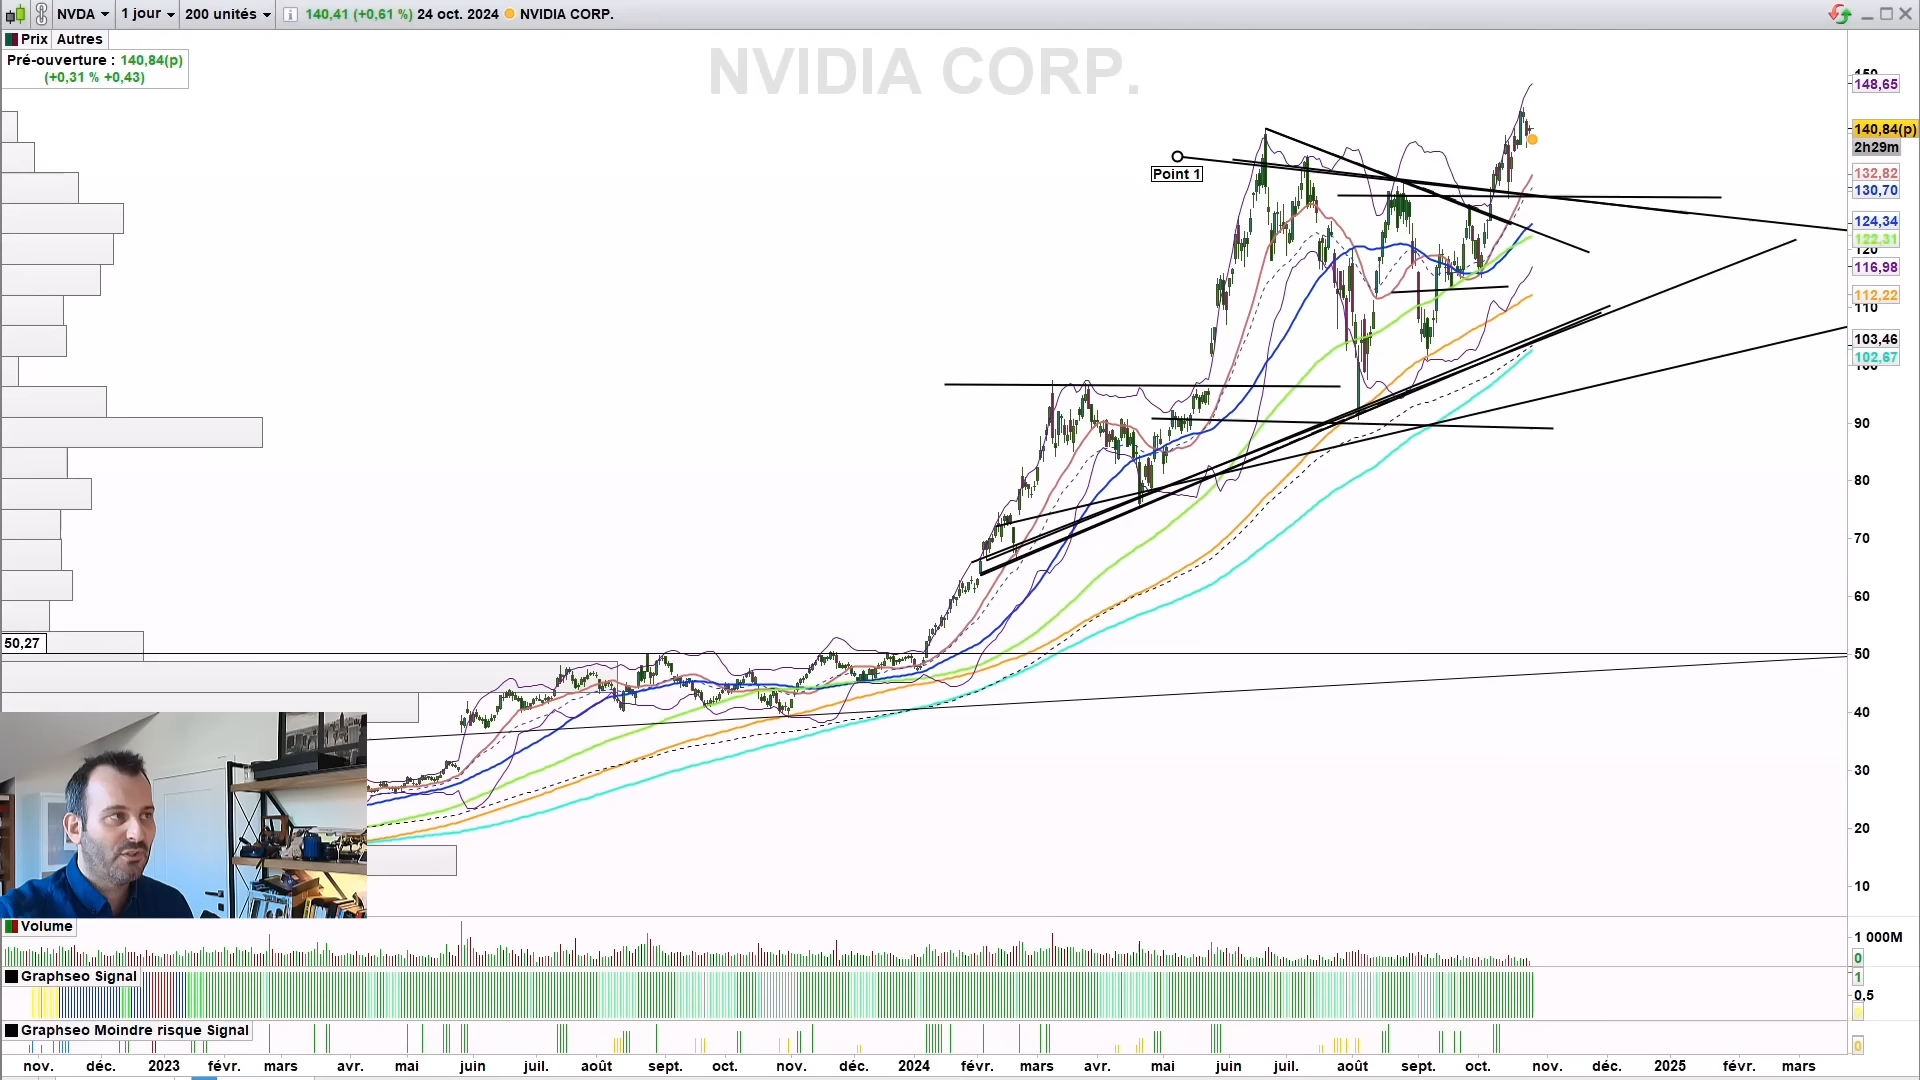 NVDA 1 jour 200 unités 140,41 (+0,61 %) 24 oct. 2024 NVIDIA CORP.
Prix Autres
Pré-ouverture : 140,84(p)
(+0,31 % +0,43)
NVIDIA CORP.
Point 1
148,65
140,84(p)
2h29m
132,82
130,70
124,34
122,31
120
116,98
112,22
110
103,46
102,67
100
90
80
70
60
50,27
50
40
30
20
10
Volume
1 000M
0
Graphseo Signal
1
0,5
Graphseo Moindre risque Signal
0
nov. déc. 2023 févr. mars avr. mai juin juil. août sept. oct. nov. déc. 2024 févr. mars avr. mai juin juil. août sept. oct. nov. déc. 2025 févr. mars